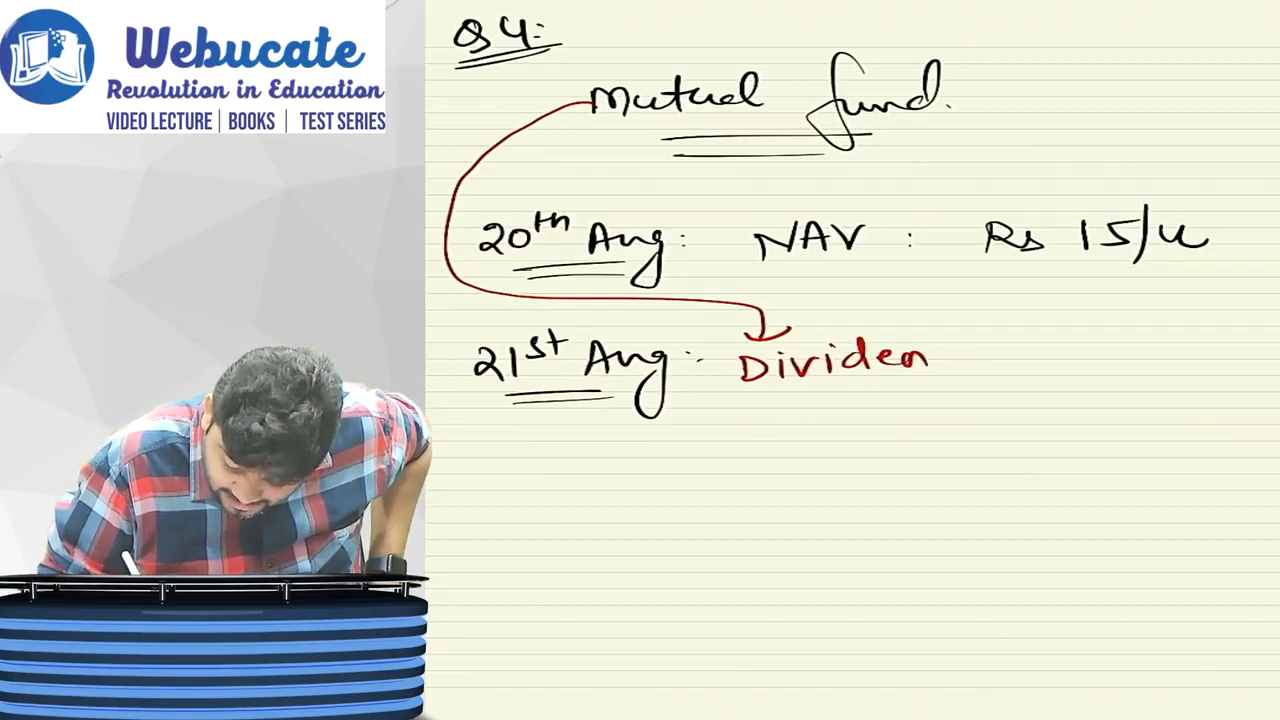 Webucate
Revolution in Education
VIDEO LECTURE | BOOKS | TEST SERIES
Q4:
Mutual fund.
20th Aug: NAV : Rs 15/u
21st Aug: Dividen